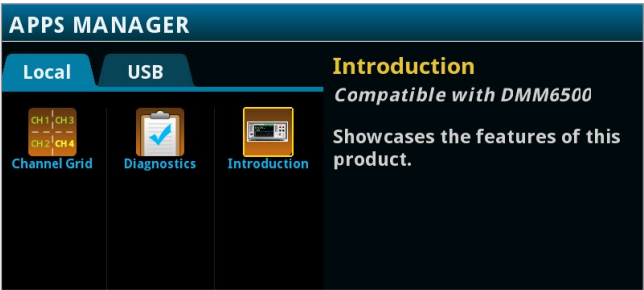 APPS MANAGER
Local USB
Introduction
Compatible with DMM6500
Showcases the features of this
product.
CH 1 CH 3
CH 2 CH 4
Channel Grid Diagnostics Introduction